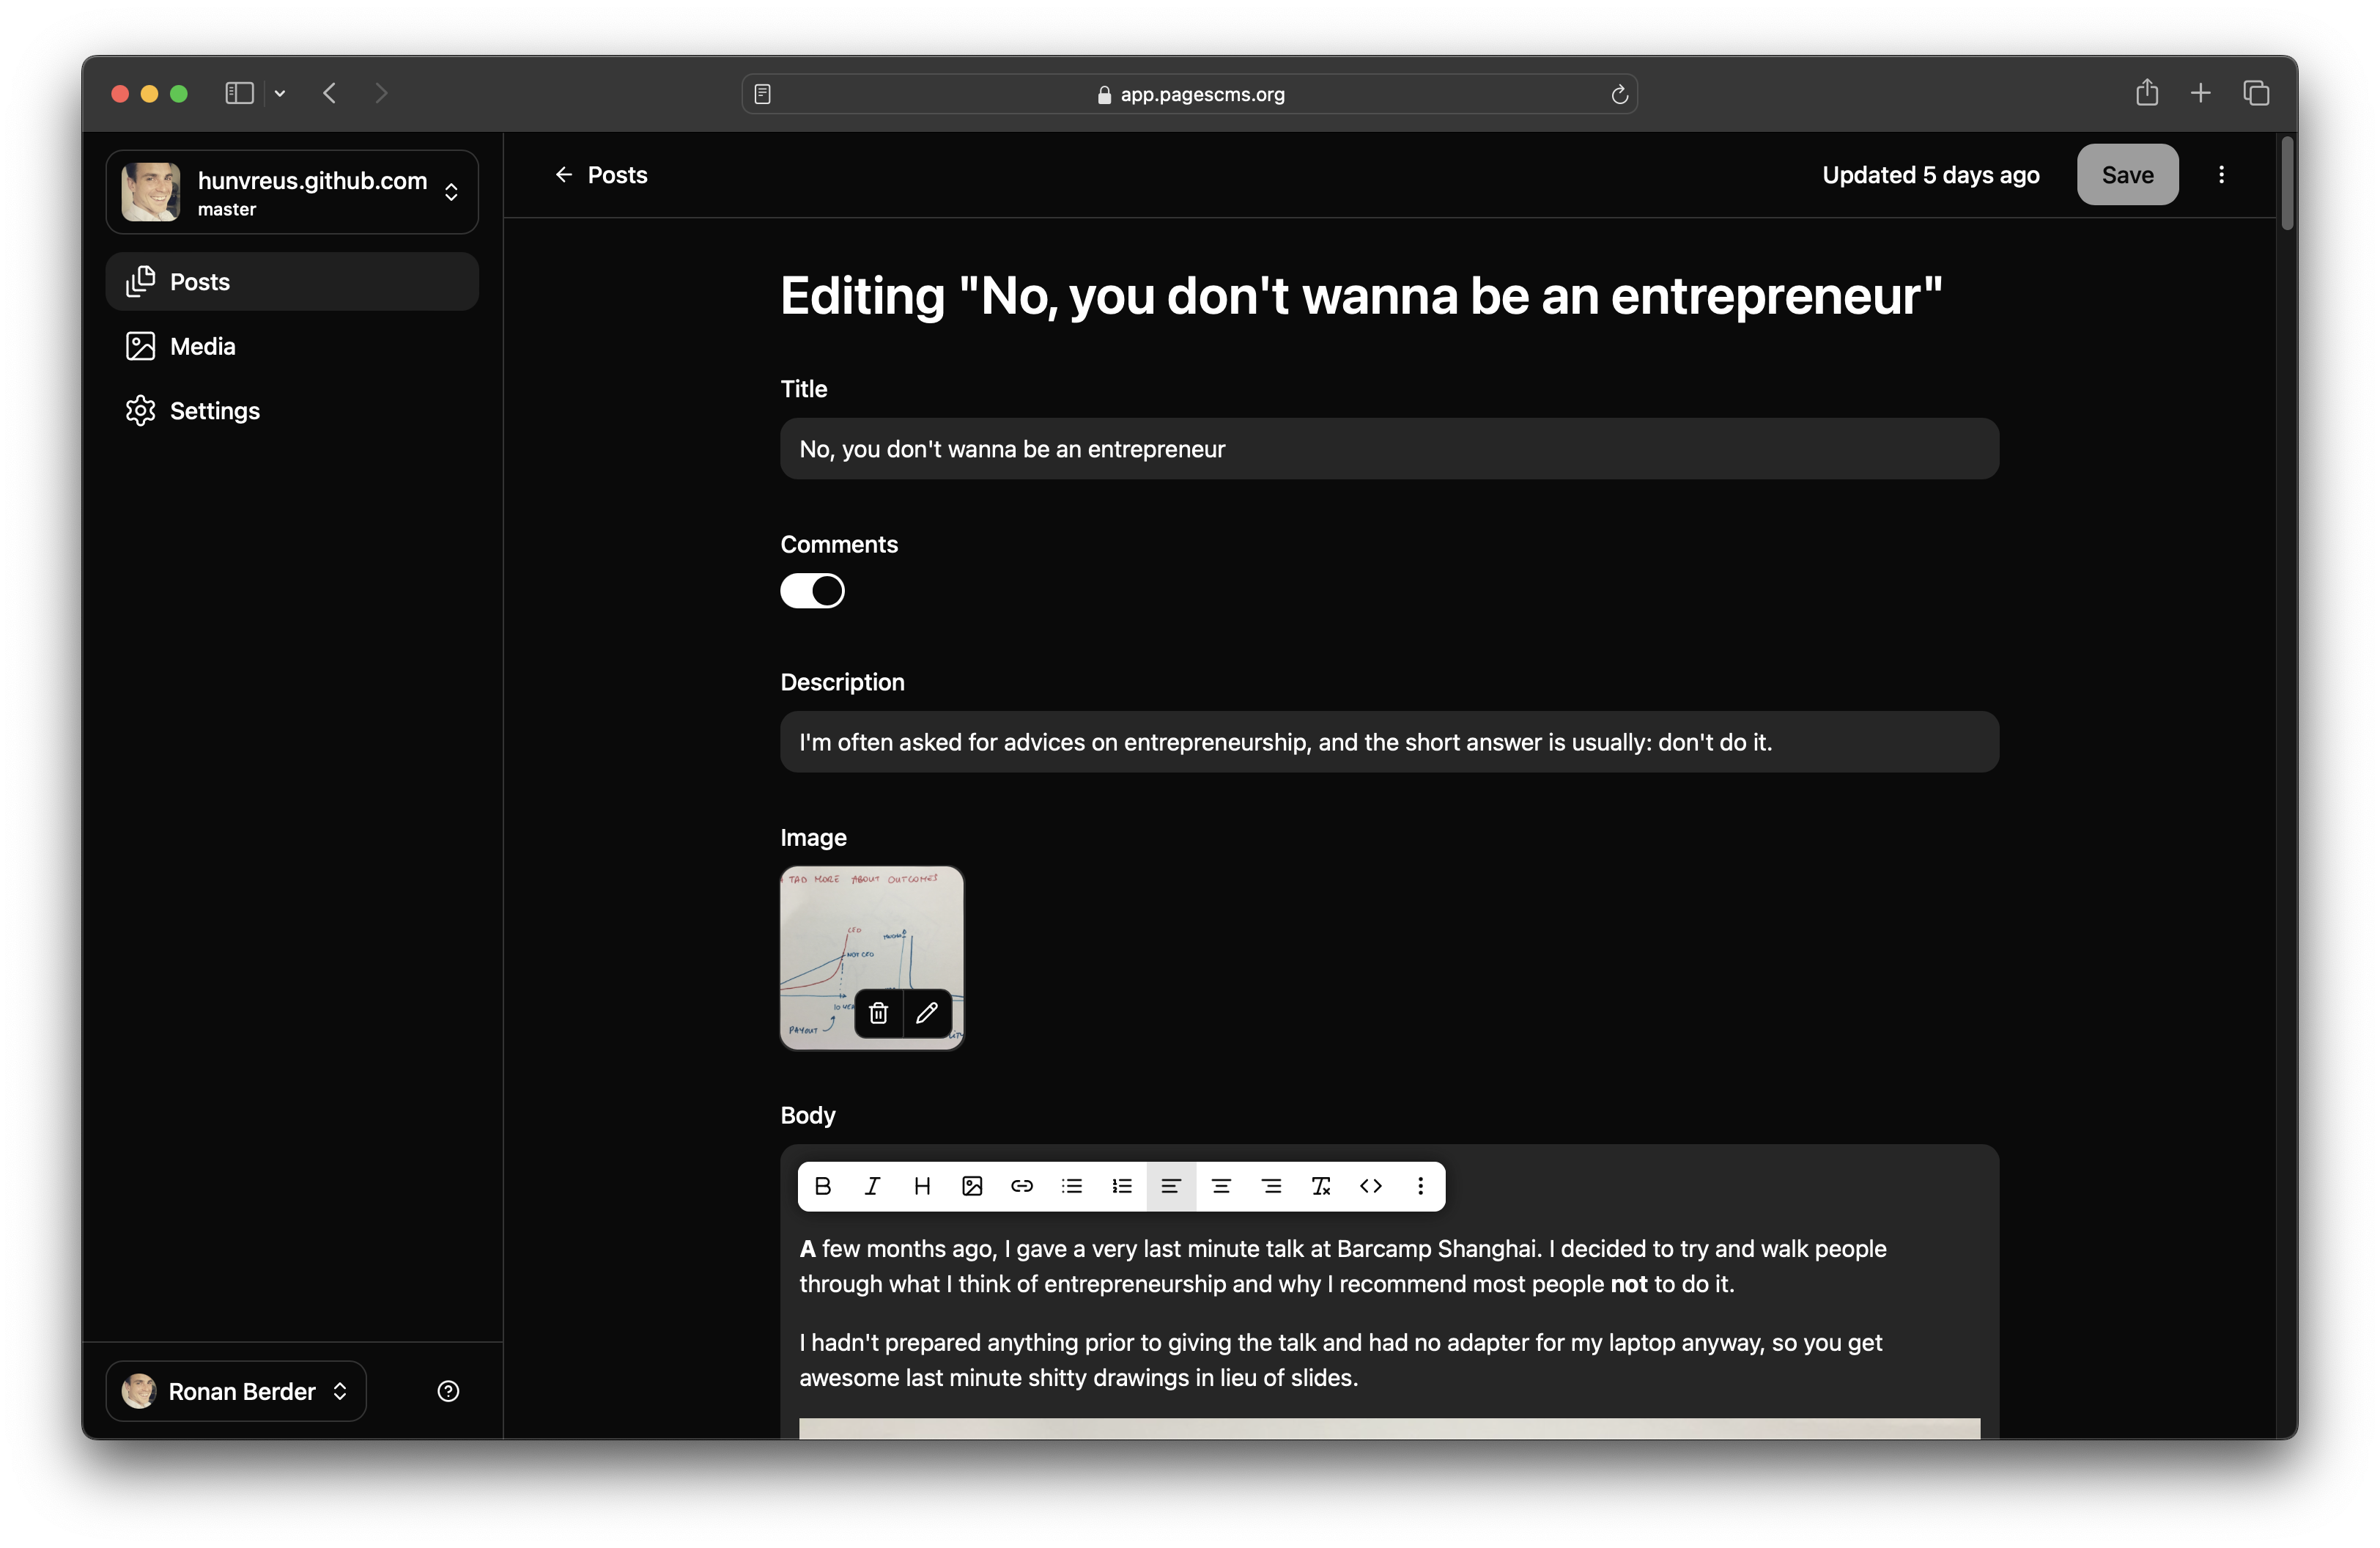 app.pagescms.org
hunvreus.github.com
master
Posts
Media
Settings
Ronan Berder
Posts
Updated 5 days ago
Save
Editing "No, you don't wanna be an entrepreneur"
Title
No, you don't wanna be an entrepreneur
Comments
Description
I'm often asked for advices on entrepreneurship, and the short answer is usually: don't do it.
Image
TAD MORE ABOUT OUTCOMES
CEO
NOT CEO
PAYOUT
Body
A few months ago, I gave a very last minute talk at Barcamp Shanghai. I decided to try and walk people
through what I think of entrepreneurship and why I recommend most people not to do it.
I hadn't prepared anything prior to giving the talk and had no adapter for my laptop anyway, so you get
awesome last minute shitty drawings in lieu of slides.